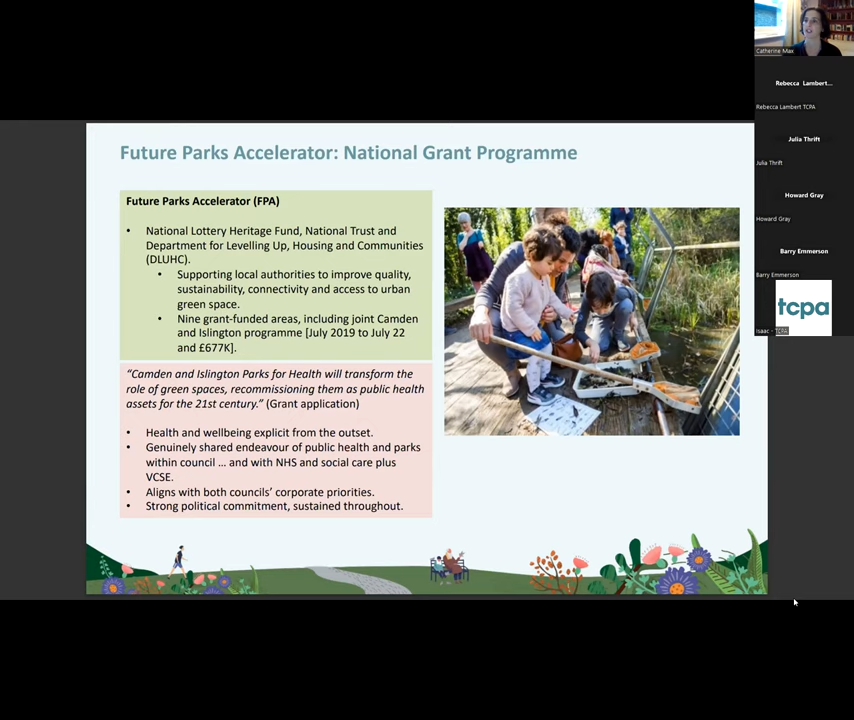 Future Parks Accelerator: National Grant Programme
Future Parks Accelerator (FPA)
• National Lottery Heritage Fund, National Trust and
Department for Levelling Up, Housing and Communities
(DLUHC).
• Supporting local authorities to improve quality,
sustainability, connectivity and access to urban
green space.
• Nine grant-funded areas, including joint Camden
and Islington programme [July 2019 to July 22
and £677K].
“Camden and Islington Parks for Health will transform the
role of green spaces, recommissioning them as public health
assets for the 21st century.” (Grant application)
• Health and wellbeing explicit from the outset.
• Genuinely shared endeavour of public health and parks
within council … and with NHS and social care plus
VCSE.
• Aligns with both councils’ corporate priorities.
• Strong political commitment, sustained throughout.
Catherine Max
Rebecca Lambert...
Rebecca Lambert TCPA
Julia Thrift
Julia Thrift
Howard Gray
Howard Gray
Barry Emmerson
Barry Emmerson
tcpa
Isaac - TCPA